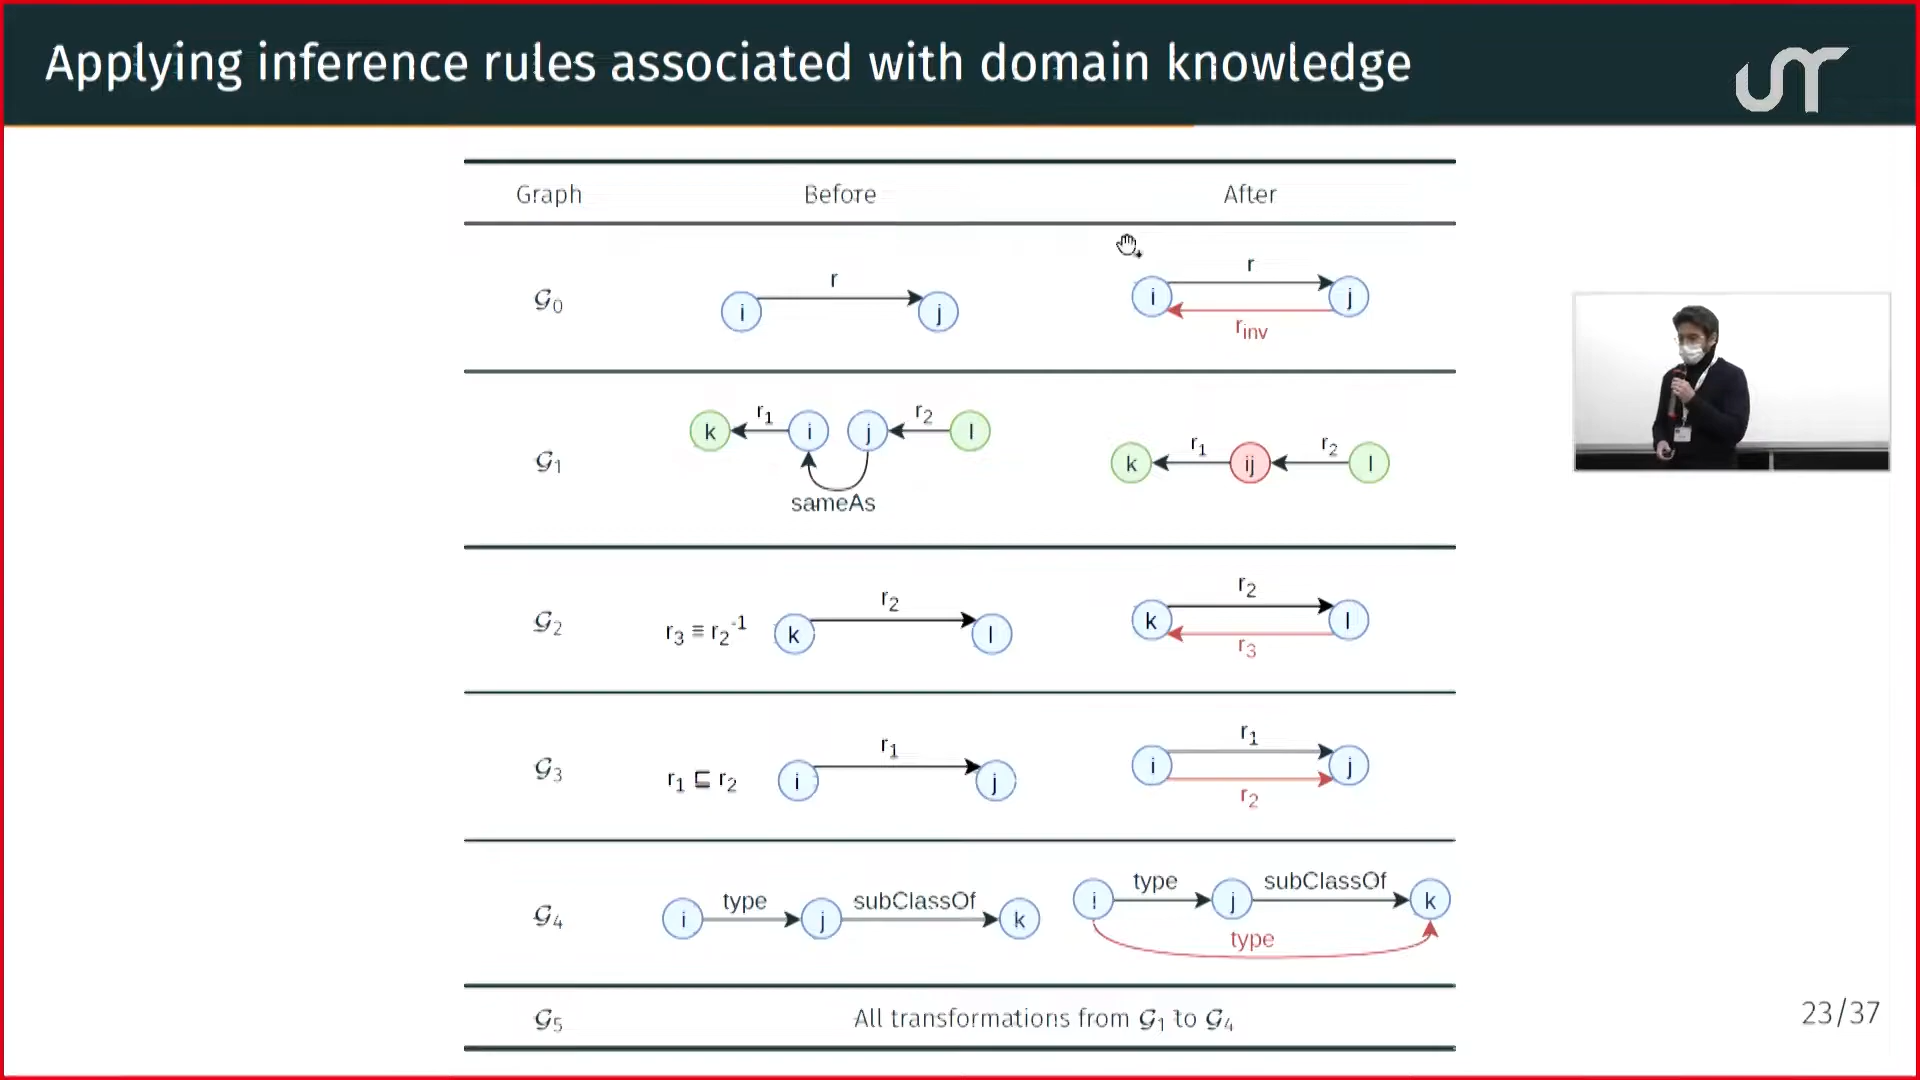 Applying inference rules associated with domain knowledge
Graph Before After
𝒢0 i r j i r j rinv
𝒢1 k r1 i j r2 l sameAs k r1 ij r2 l
𝒢2 r3 ≡ r2-1 k r2 l k r2 l r3
𝒢3 r1 ⊑ r2 i r1 j i r1 j r2
𝒢4 i type j subClassOf k i type j subClassOf k type
𝒢5 All transformations from 𝒢1 to 𝒢4
23/37